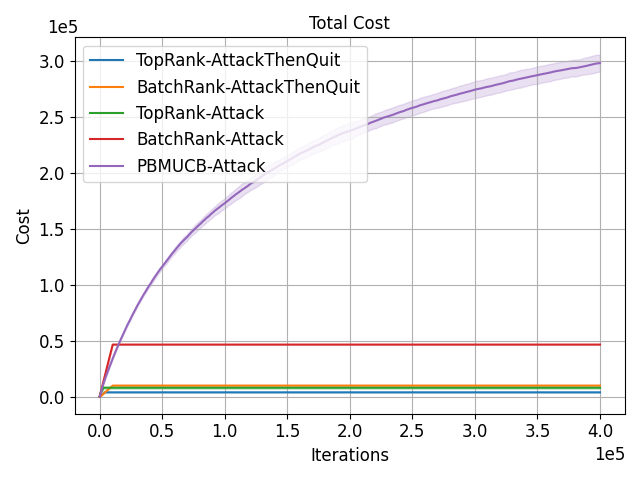 Total Cost
1e5
TopRank-AttackThenQuit
BatchRank-AttackThenQuit
TopRank-Attack
BatchRank-Attack
PBMUCB-Attack
3.0
2.5
2.0
1.5
1.0
0.5
0.0
Cost
0.0 0.5 1.0 1.5 2.0 2.5 3.0 3.5 4.0
Iterations
1e5